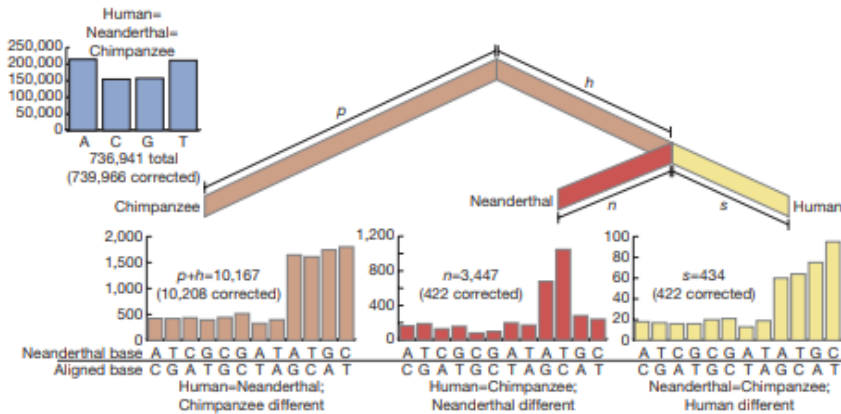 Human=
Neanderthal=
Chimpanzee
250,000
200,000
150,000
100,000
50,000
0
A C G T
736,941 total
(739,966 corrected)
p
h
Chimpanzee
Neanderthal
Human
n
s
2,000
1,500
1,000
500
0
p+h=10,167
(10,208 corrected)
1,200
800
400
0
n=3,447
(422 corrected)
100
80
60
40
20
0
s=434
(422 corrected)
Neanderthal base A T C G C G A T A T G C A T C G C G A T A T G C A T C G C G A T A T G C
Aligned base C G A T G C T A G C A T C G A T G C T A G C A T C G A T G C T A G C A T
Human=Neanderthal;
Chimpanzee different
Human=Chimpanzee;
Neanderthal different
Neanderthal=Chimpanzee;
Human different